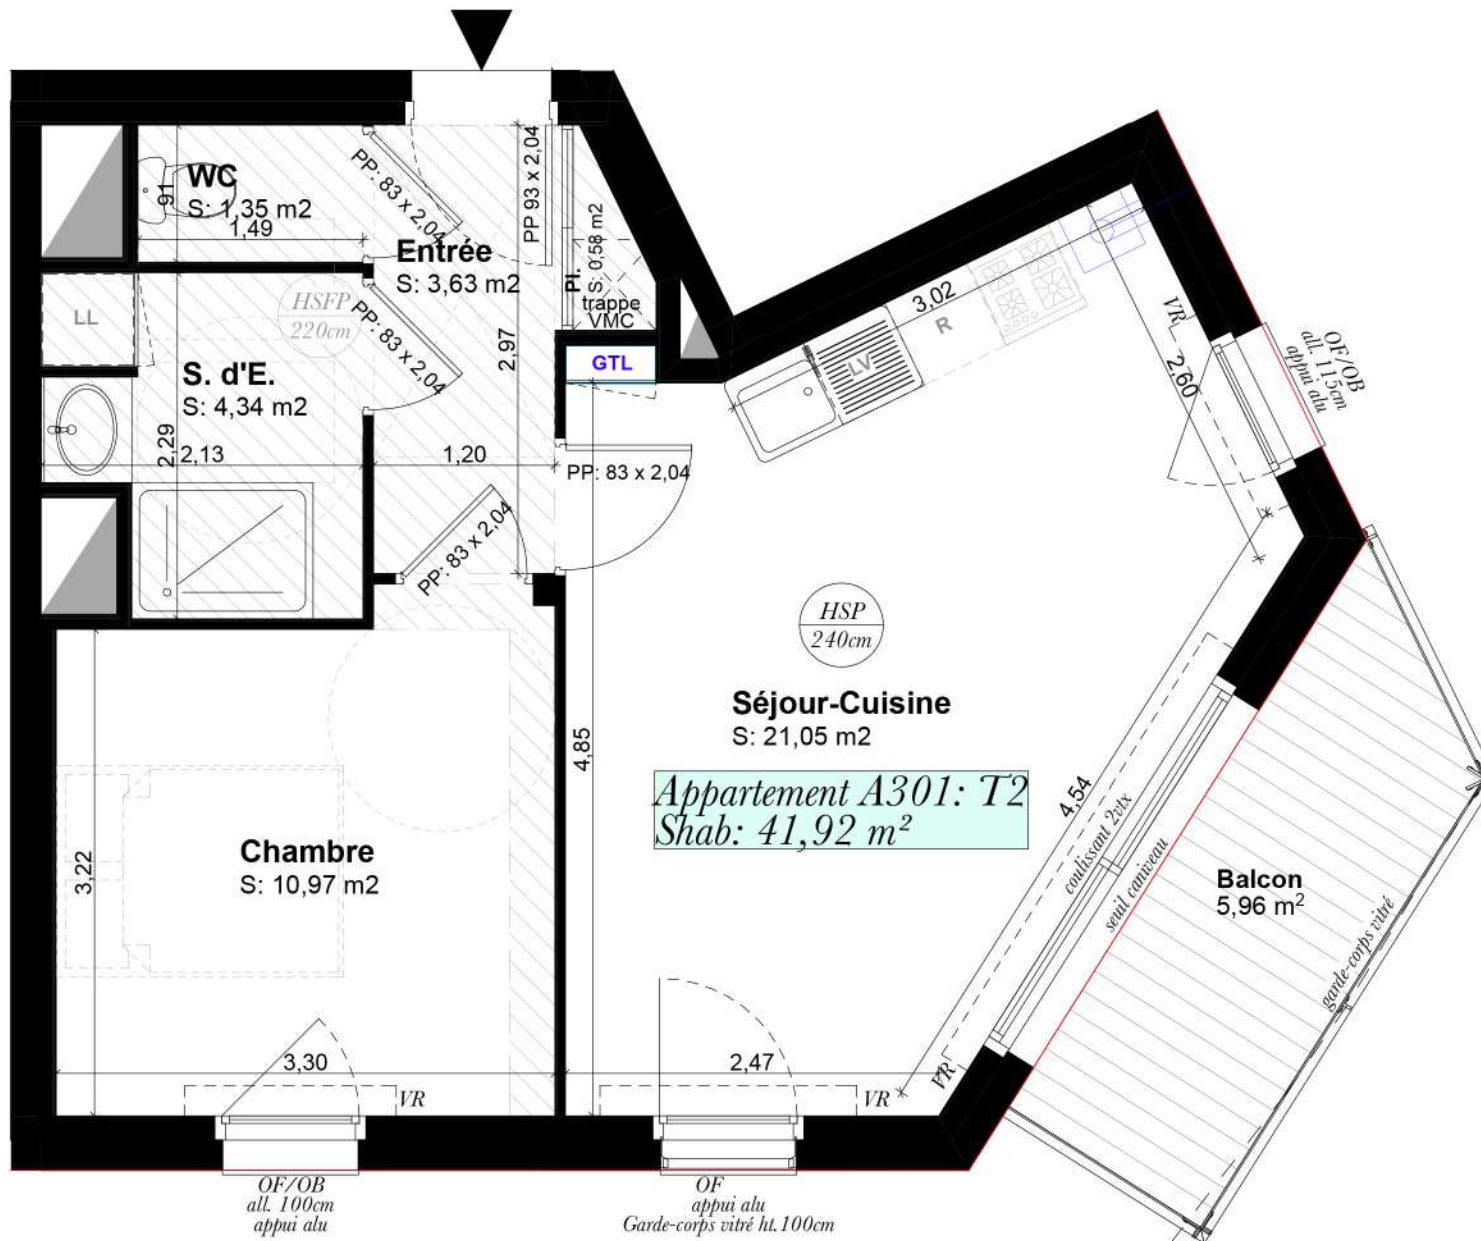 WC
S: 1,35 m2
91
1,49
PP: 83 x 2,04
PP 93 x 2,04
Entrée
S: 3,63 m2
Pl.
S: 0,58 m2
trappe
VMC
GTL
HSFP
220cm
PP: 83 x 2,04
2,97
LL
S. d'E.
S: 4,34 m2
2,29
2,13
1,20
PP: 83 x 2,04
PP: 83 x 2,04
3,02
LV
R
VR
2,60
OF/OB
all. 115cm
appui alu
HSP
240cm
Séjour-Cuisine
S: 21,05 m2
4,85
Appartement A301: T2
Shab: 41,92 m²
4,54
coulissant 2vtx
seuil caniveau
Balcon
5,96 m²
garde-corps vitré
Chambre
S: 10,97 m2
3,22
3,30
VR
2,47
VR
VR
OF/OB
all. 100cm
appui alu
OF
appui alu
Garde-corps vitré ht.100cm